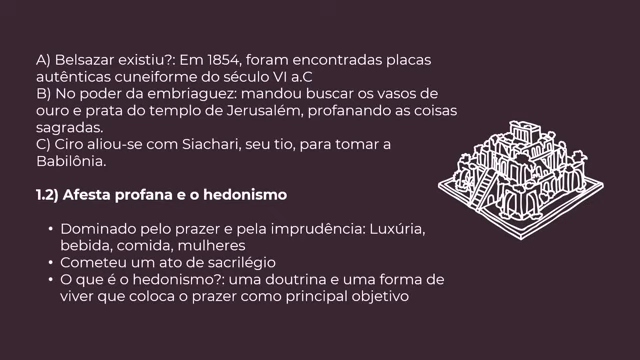 A) Belsazar existiu?: Em 1854, foram encontradas placas
autênticas cuneiforme do século VI a.C
B) No poder da embriaguez: mandou buscar os vasos de
ouro e prata do templo de Jerusalém, profanando as coisas
sagradas.
C) Ciro aliou-se com Siachari, seu tio, para tomar a
Babilônia.
1.2) Afesta profana e o hedonismo
• Dominado pelo prazer e pela imprudência: Luxúria,
bebida, comida, mulheres
• Cometeu um ato de sacrilégio
• O que é o hedonismo?: uma doutrina e uma forma de
viver que coloca o prazer como principal objetivo